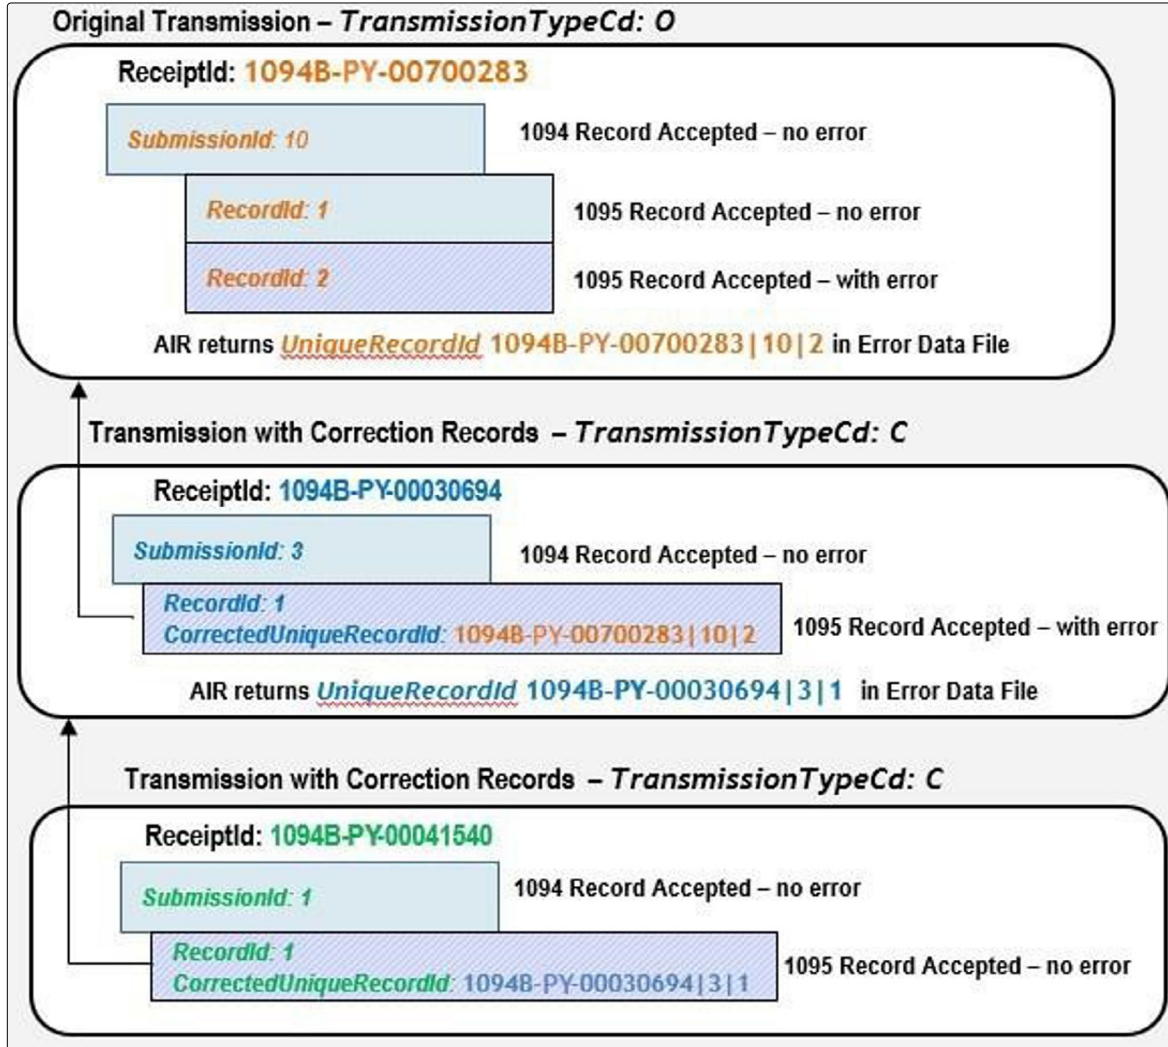 Original Transmission – TransmissionTypeCd: O
ReceiptId: 1094B-PY-00700283
SubmissionId: 10
1094 Record Accepted – no error
RecordId: 1
1095 Record Accepted – no error
RecordId: 2
1095 Record Accepted – with error
AIR returns UniqueRecordId 1094B-PY-00700283|10|2 in Error Data File
Transmission with Correction Records – TransmissionTypeCd: C
ReceiptId: 1094B-PY-00030694
SubmissionId: 3
1094 Record Accepted – no error
RecordId: 1
CorrectedUniqueRecordId: 1094B-PY-00700283|10|2
1095 Record Accepted – with error
AIR returns UniqueRecordId 1094B-PY-00030694|3|1 in Error Data File
Transmission with Correction Records – TransmissionTypeCd: C
ReceiptId: 1094B-PY-00041540
SubmissionId: 1
1094 Record Accepted – no error
RecordId: 1
CorrectedUniqueRecordId: 1094B-PY-00030694|3|1
1095 Record Accepted – no error